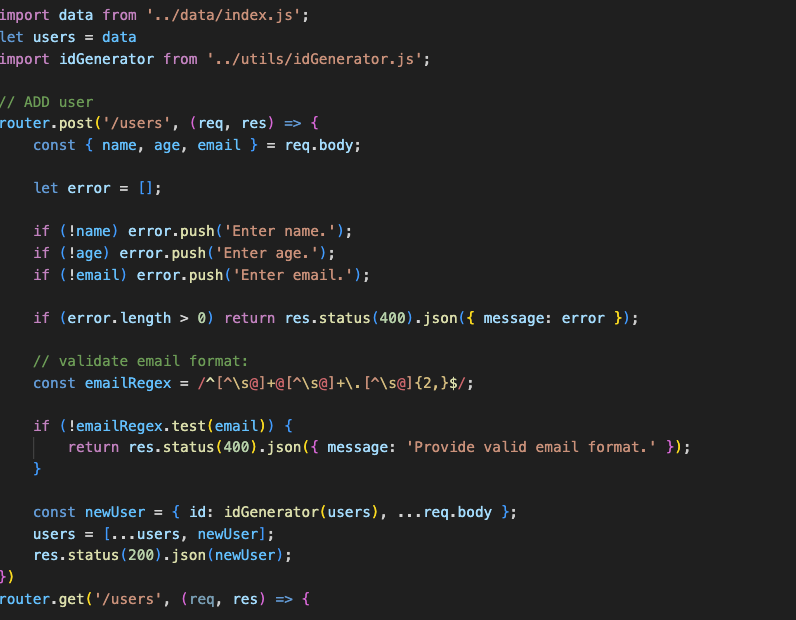 import data from '../data/index.js';
let users = data
import idGenerator from '../utils/idGenerator.js';
// ADD user
router.post('/users', (req, res) => {
const { name, age, email } = req.body;
let error = [];
if (!name) error.push('Enter name.');
if (!age) error.push('Enter age.');
if (!email) error.push('Enter email.');
if (error.length > 0) return res.status(400).json({ message: error });
// validate email format:
const emailRegex = /^[^\s@]+@[^\s@]+\.[^\s@]{2,}$/;
if (!emailRegex.test(email)) {
return res.status(400).json({ message: 'Provide valid email format.' });
}
const newUser = { id: idGenerator(users), ...req.body };
users = [...users, newUser];
res.status(200).json(newUser);
})
router.get('/users', (req, res) => {